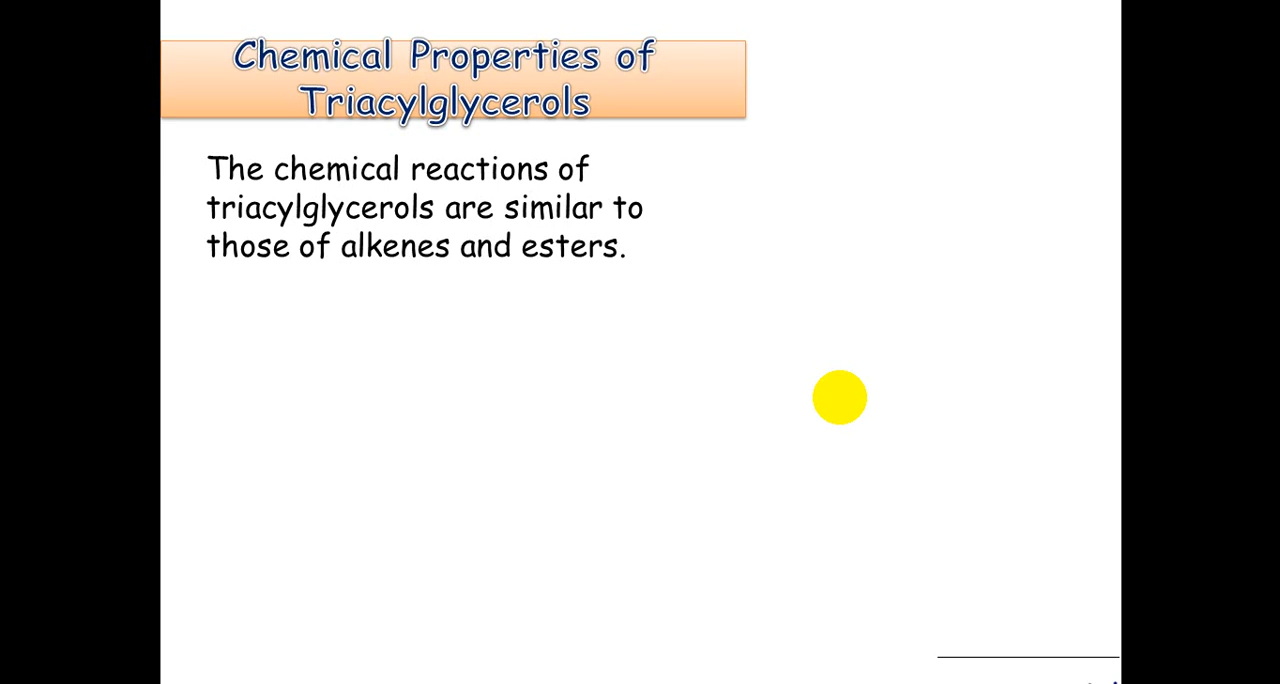 Chemical Properties of
Triacylglycerols
The chemical reactions of
triacylglycerols are similar to
those of alkenes and esters.